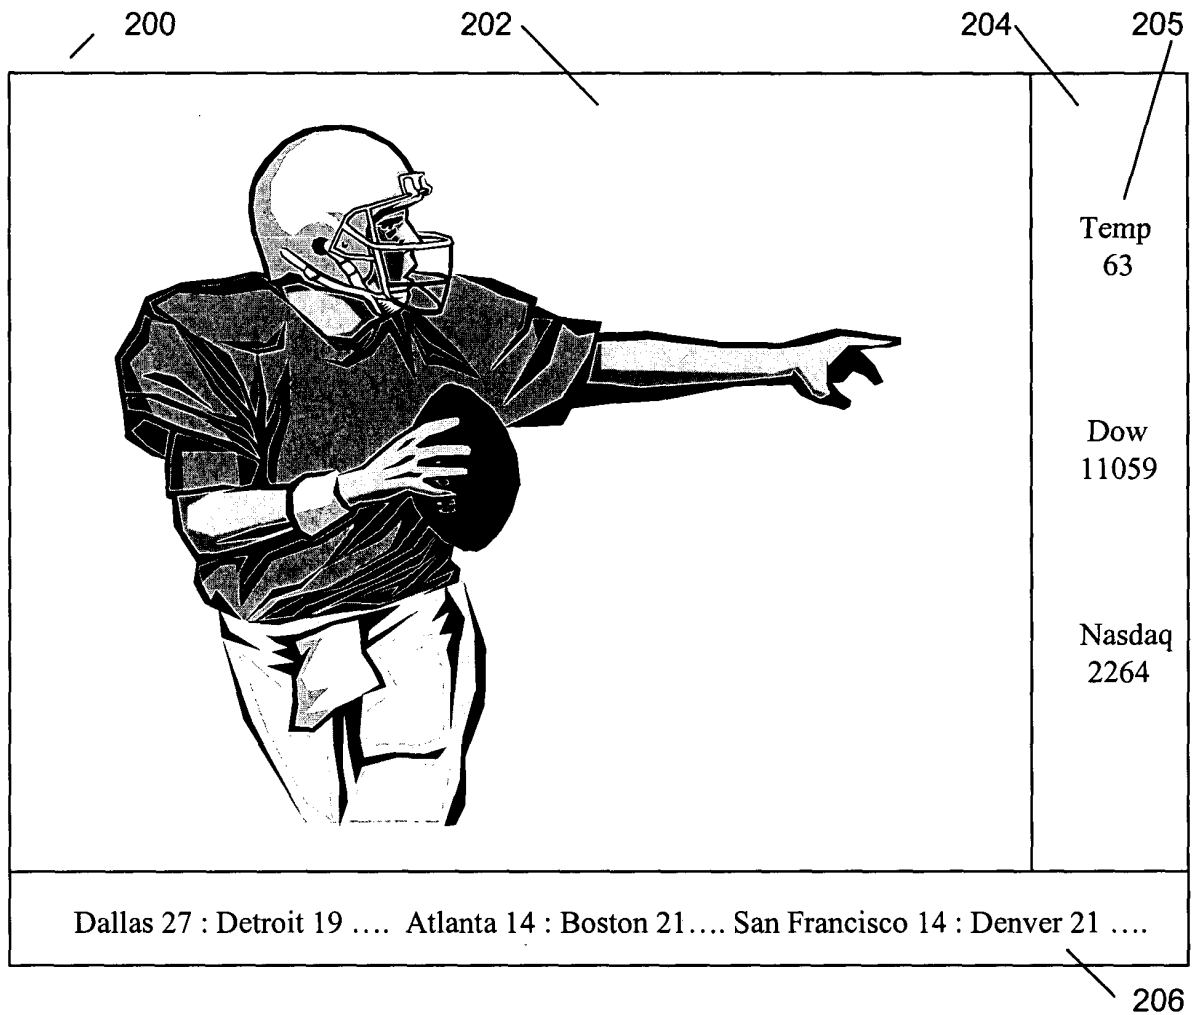 200 202 204 205
Temp
63
Dow
11059
Nasdaq
2264
Dallas 27 : Detroit 19 .... Atlanta 14 : Boston 21.... San Francisco 14 : Denver 21 ....
206